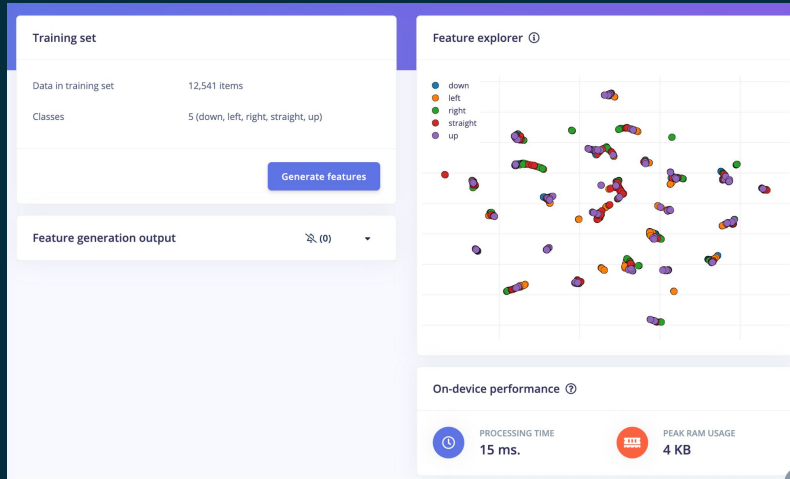 Training set
Data in training set 12,541 items
Classes 5 (down, left, right, straight, up)
Generate features
Feature generation output (0)
Feature explorer
down
left
right
straight
up
On-device performance
PROCESSING TIME
15 ms.
PEAK RAM USAGE
4 KB